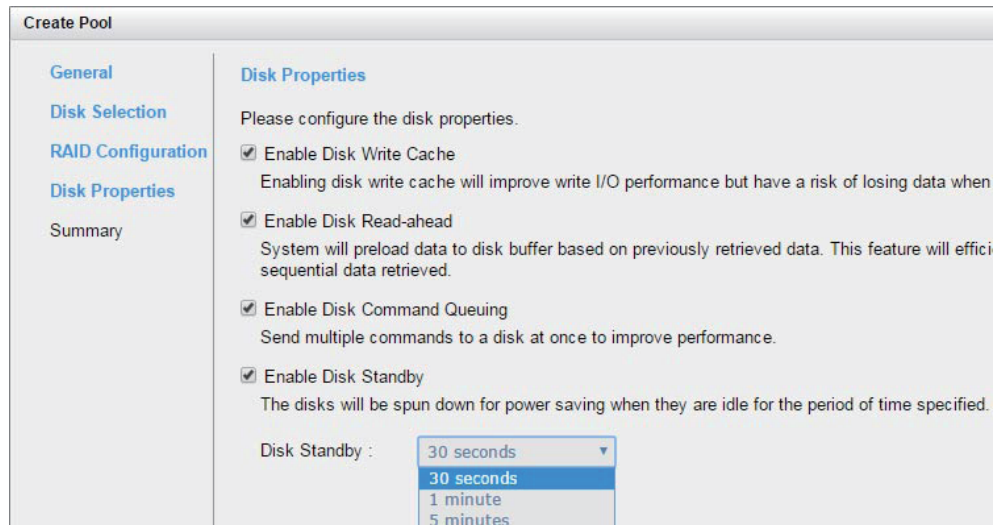 Create Pool
General
Disk Selection
RAID Configuration
Disk Properties
Summary
Disk Properties
Please configure the disk properties.
Enable Disk Write Cache
Enabling disk write cache will improve write I/O performance but have a risk of losing data when
Enable Disk Read-ahead
System will preload data to disk buffer based on previously retrieved data. This feature will
sequential data retrieved.
Enable Disk Command Queuing
Send multiple commands to a disk at once to improve performance.
Enable Disk Standby
The disks will be spun down for power saving when they are idle for the period of time specified.
Disk Standby :
30 seconds
30 seconds
1 minute
5 minutes